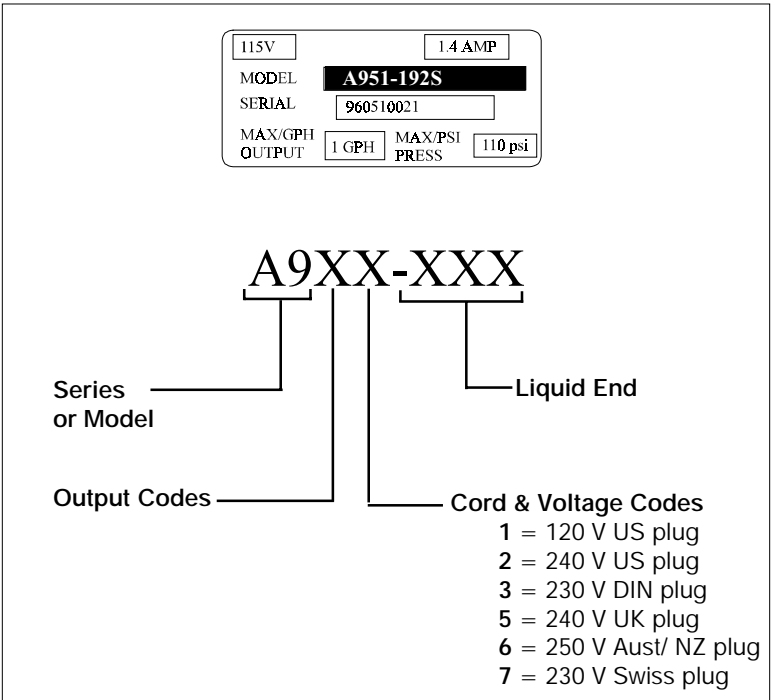 115V 1.4 AMP
MODEL A951-192S
SERIAL 960510021
MAX/GPH OUTPUT 1 GPH MAX/PSI PRESS 110 psi
A9XX-XXX
Series or Model
Liquid End
Output Codes
Cord & Voltage Codes
1 = 120 V US plug
2 = 240 V US plug
3 = 230 V DIN plug
5 = 240 V UK plug
6 = 250 V Aust/ NZ plug
7 = 230 V Swiss plug